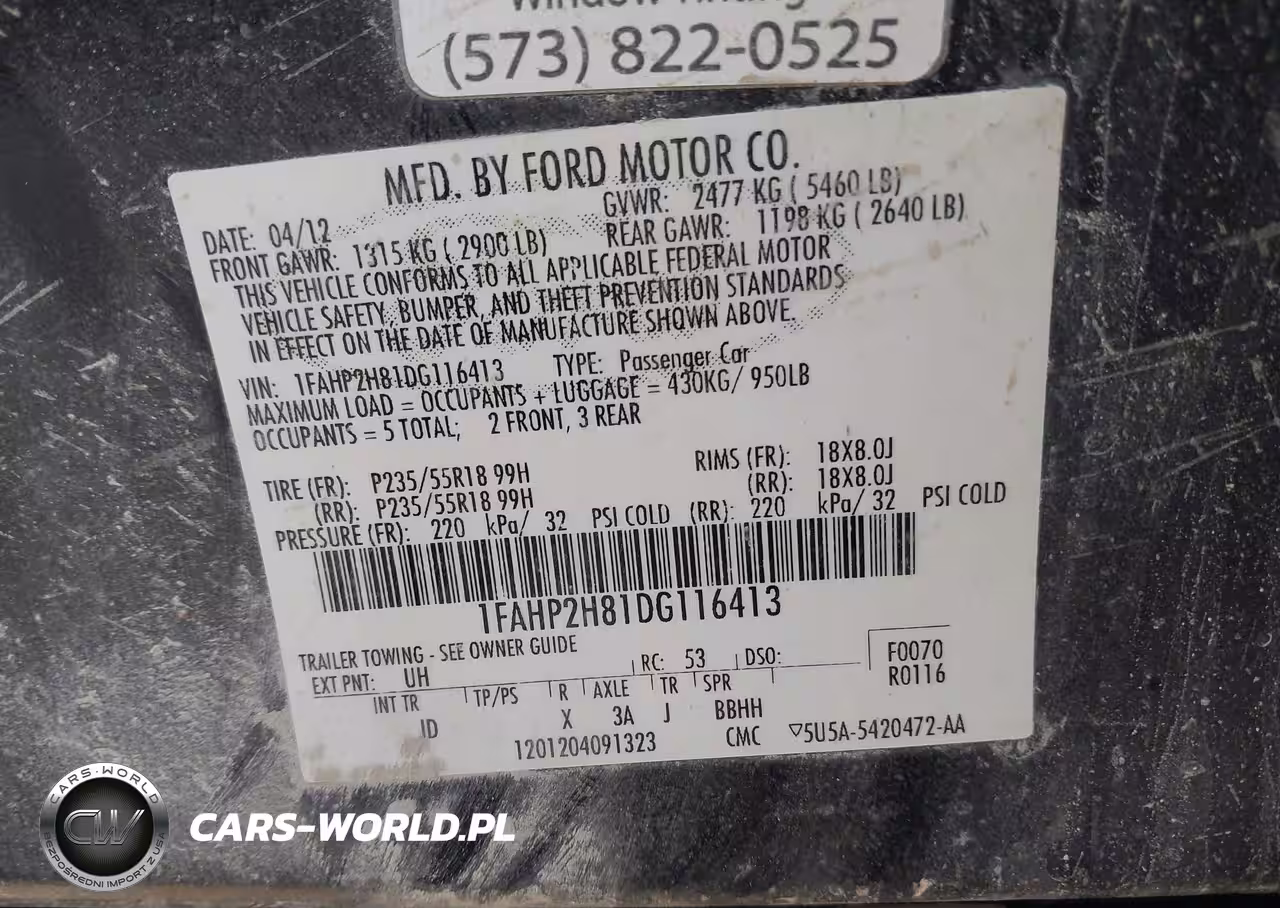 (573) 822-0525
MFD. BY FORD MOTOR CO.
DATE: 04/12 GVWR: 2477 KG ( 5460 LB)
FRONT GAWR: 1315 KG ( 2900 LB) REAR GAWR: 1198 KG ( 2640 LB)
THIS VEHICLE CONFORMS TO ALL APPLICABLE FEDERAL MOTOR
VEHICLE SAFETY, BUMPER, AND THEFT PREVENTION STANDARDS
IN EFFECT ON THE DATE OF MANUFACTURE SHOWN ABOVE.
VIN: 1FAHP2H81DG116413 TYPE: Passenger Car
MAXIMUM LOAD = OCCUPANTS + LUGGAGE = 430KG/ 950LB
OCCUPANTS = 5 TOTAL; 2 FRONT, 3 REAR
TIRE (FR): P235/55R18 99H RIMS (FR): 18X8.0J
(RR): P235/55R18 99H (RR): 18X8.0J
PRESSURE (FR): 220 kPa/ 32 PSI COLD (RR): 220 kPa/ 32 PSI COLD
1FAHP2H81DG116413
TRAILER TOWING - SEE OWNER GUIDE
EXT PNT: UH RC: 53 DSO: F0070
INT TR TP/PS R AXLE TR SPR R0116
ID X 3A J BBHH
1201204091323 CMC ▽5U5A-5420472-AA
CARS-WORLD
CW
BEZPOŚREDNI IMPORT Z USA
CARS-WORLD.PL